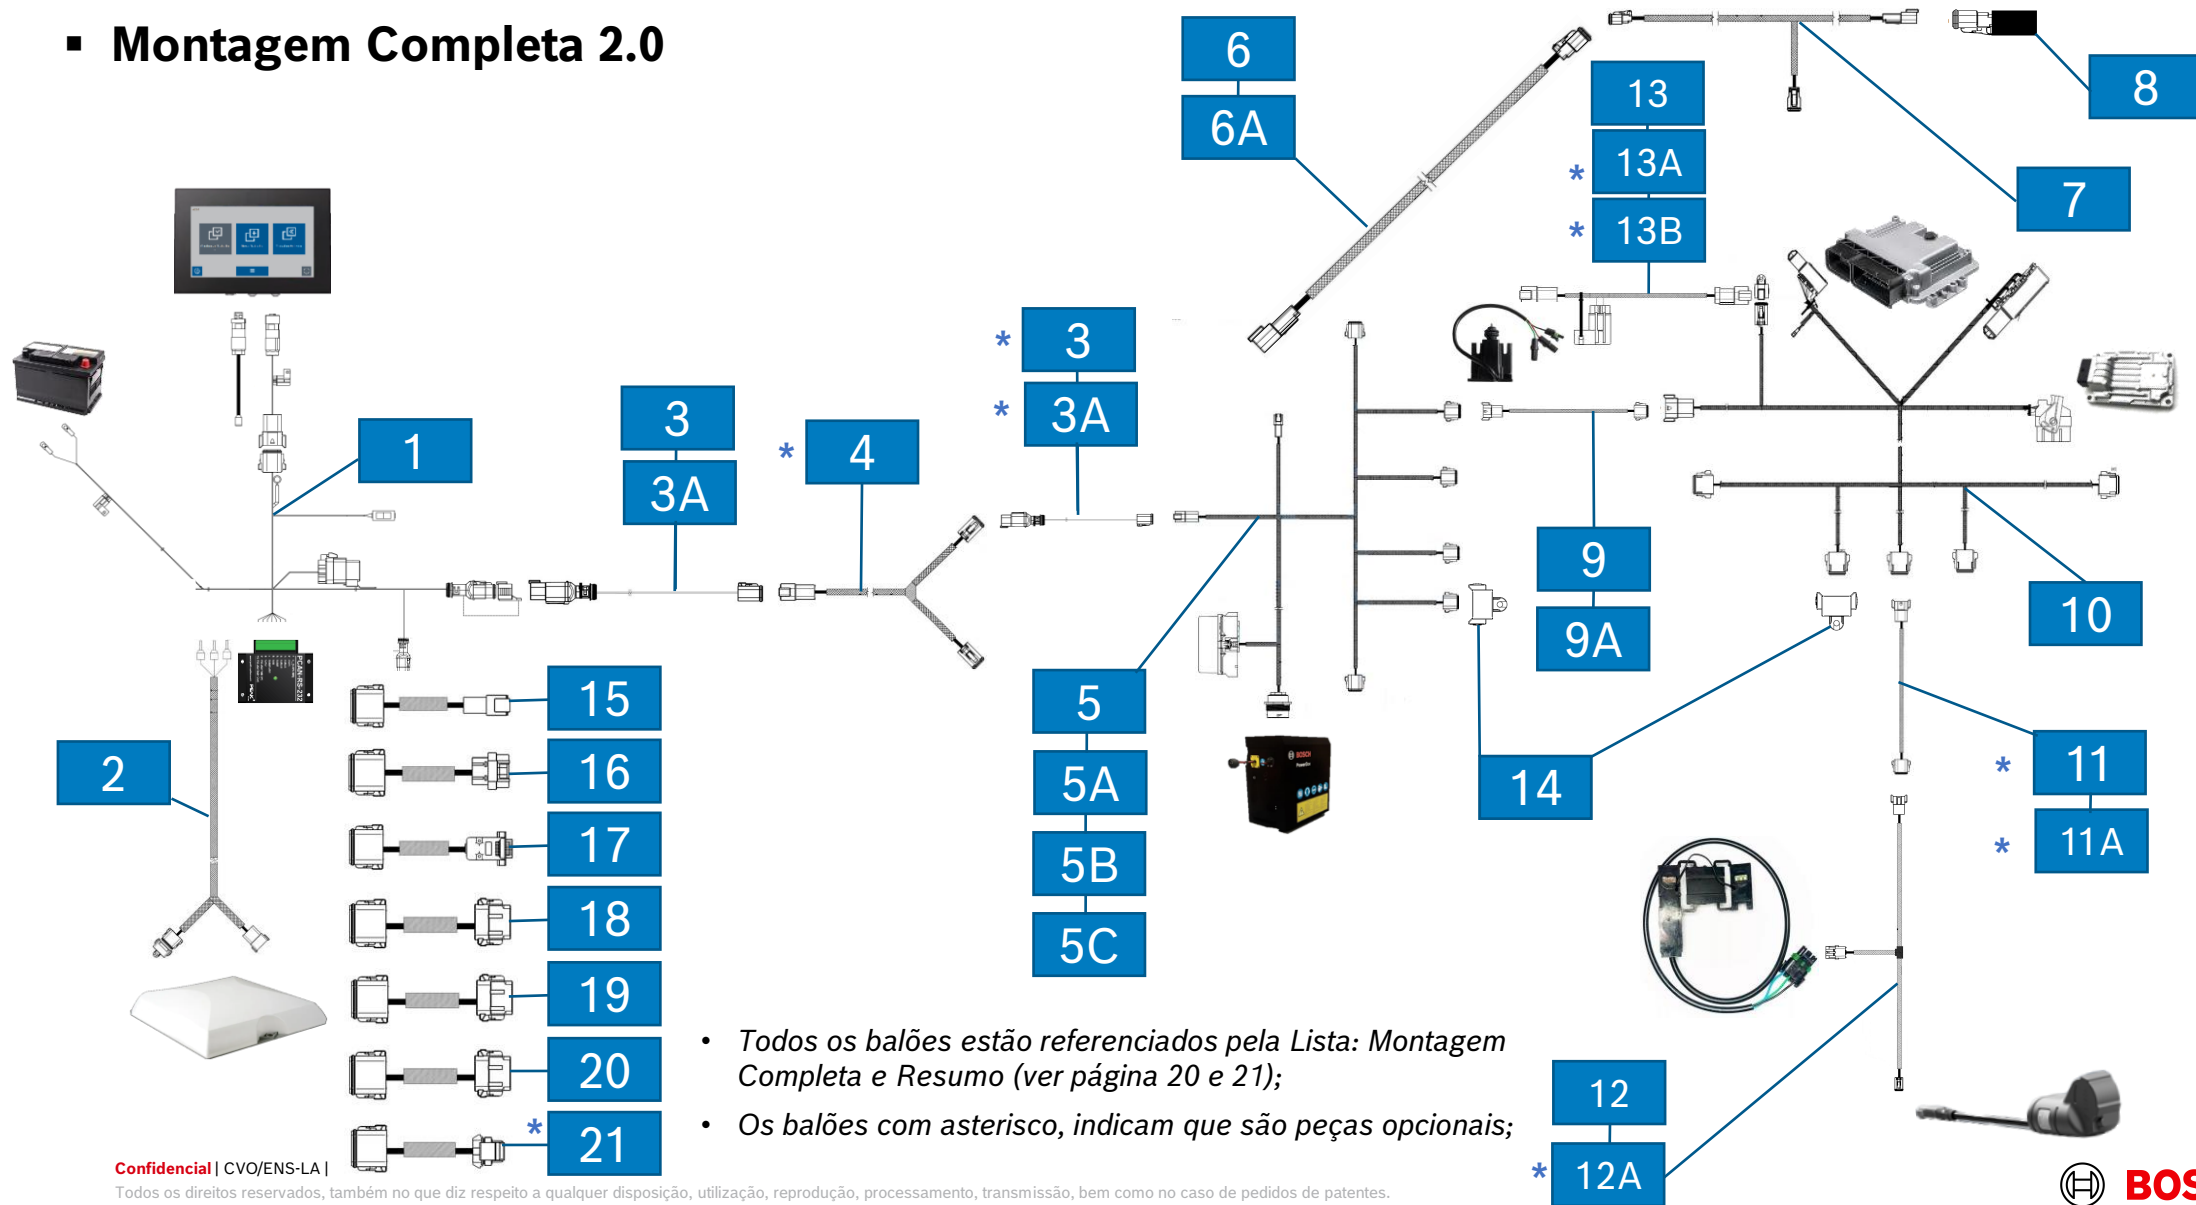 ▪ Montagem Completa 2.0
6
6A
8
13
* 13A
* 13B
7
* 3
* 3A
3
3A
* 4
1
9
9A
10
5
5A
5B
5C
14
* 11
* 11A
2
PCAN-RS-232
BOSCH
15
16
17
18
19
20
* 21
12
* 12A
• Todos os balões estão referenciados pela Lista: Montagem
Completa e Resumo (ver página 20 e 21);
• Os balões com asterisco, indicam que são peças opcionais;
Confidencial | CVO/ENS-LA |
Todos os direitos reservados, também no que diz respeito a qualquer disposição, utilização, reprodução, processamento, transmissão, bem como no caso de pedidos de patentes.
BOS